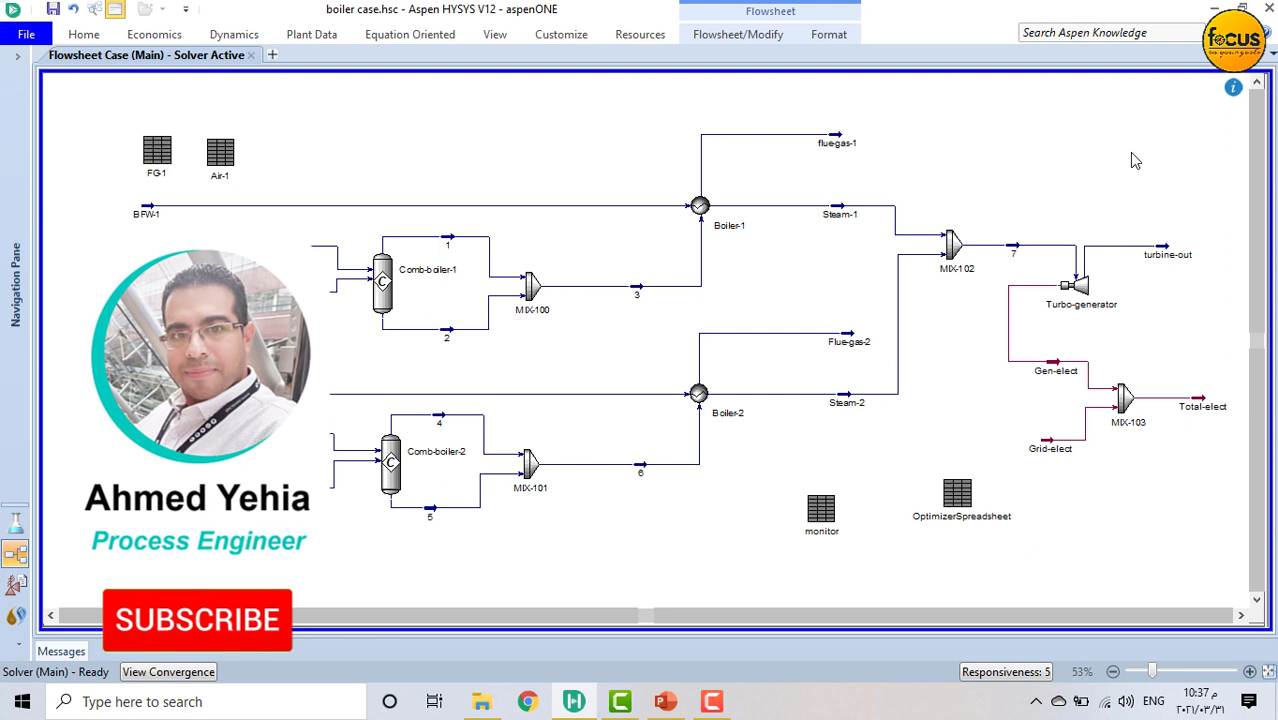 boiler case.hsc - Aspen HYSYS V12 - aspenONE
Flowsheet
File
Home
Economics
Dynamics
Plant Data
Equation Oriented
View
Customize
Resources
Flowsheet/Modify
Format
Search Aspen Knowledge
focus
Flowsheet Case (Main) - Solver Active
Navigation Pane
FG-1
Air-1
flue-gas-1
BFW-1
Boiler-1
Steam-1
1
Comb-boiler-1
MIX-100
3
2
MIX-102
7
turbine-out
Turbo-generator
Flue-gas-2
Gen-elect
Boiler-2
Steam-2
MIX-103
Total-elect
Grid-elect
4
Comb-boiler-2
MIX-101
6
5
monitor
OptimizerSpreadsheet
Ahmed Yehia
Process Engineer
SUBSCRIBE
Messages
Solver (Main) - Ready
View Convergence
Responsiveness: 5
53%
Type here to search
ENG
10:37 م
٢٠٢١/٠٣/٣١